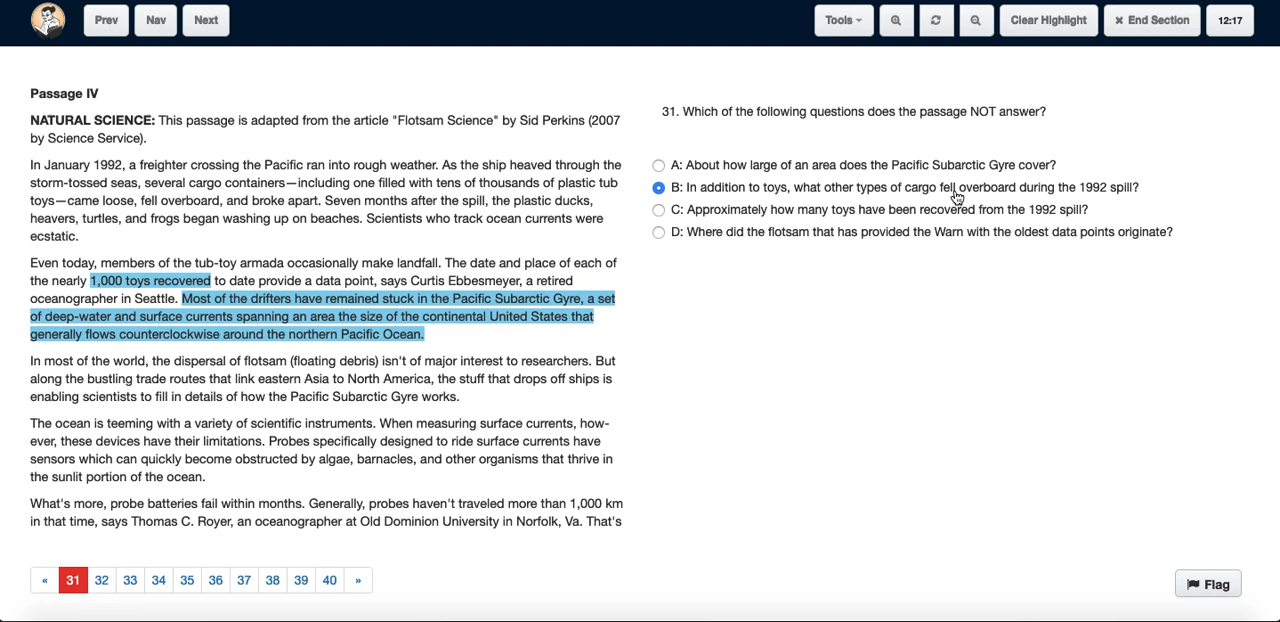 Prev Nav Next Tools Clear Highlight × End Section 12:17
Passage IV
NATURAL SCIENCE: This passage is adapted from the article "Flotsam Science" by Sid Perkins (2007
by Science Service).
In January 1992, a freighter crossing the Pacific ran into rough weather. As the ship heaved through the
storm-tossed seas, several cargo containers—including one filled with tens of thousands of plastic tub
toys—came loose, fell overboard, and broke apart. Seven months after the spill, the plastic ducks,
heavers, turtles, and frogs began washing up on beaches. Scientists who track ocean currents were
ecstatic.
Even today, members of the tub-toy armada occasionally make landfall. The date and place of each of
the nearly 1,000 toys recovered to date provide a data point, says Curtis Ebbesmeyer, a retired
oceanographer in Seattle. Most of the drifters have remained stuck in the Pacific Subarctic Gyre, a set
of deep-water and surface currents spanning an area the size of the continental United States that
generally flows counterclockwise around the northern Pacific Ocean.
In most of the world, the dispersal of flotsam (floating debris) isn't of major interest to researchers. But
along the bustling trade routes that link eastern Asia to North America, the stuff that drops off ships is
enabling scientists to fill in details of how the Pacific Subarctic Gyre works.
The ocean is teeming with a variety of scientific instruments. When measuring surface currents, how-
ever, these devices have their limitations. Probes specifically designed to ride surface currents have
sensors which can quickly become obstructed by algae, barnacles, and other organisms that thrive in
the sunlit portion of the ocean.
What's more, probe batteries fail within months. Generally, probes haven't traveled more than 1,000 km
in that time, says Thomas C. Royer, an oceanographer at Old Dominion University in Norfolk, Va. That's
31. Which of the following questions does the passage NOT answer?
A: About how large of an area does the Pacific Subarctic Gyre cover?
B: In addition to toys, what other types of cargo fell overboard during the 1992 spill?
C: Approximately how many toys have been recovered from the 1992 spill?
D: Where did the flotsam that has provided the Warn with the oldest data points originate?
« 31 32 33 34 35 36 37 38 39 40 »
Flag